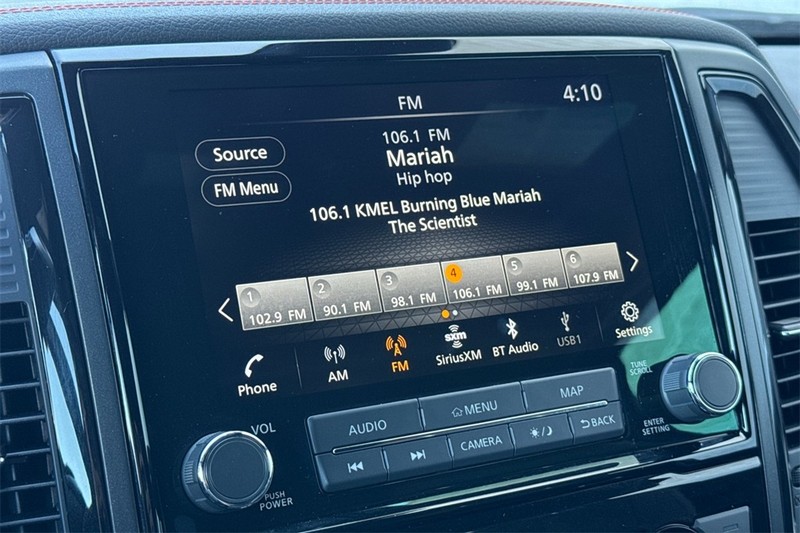 FM
4:10
106.1 FM
Mariah
Hip hop
Source
FM Menu
106.1 KMEL Burning Blue Mariah
The Scientist
1
102.9 FM
2
90.1 FM
3
98.1 FM
4
106.1 FM
5
99.1 FM
6
107.9 FM
Phone
AM
FM
sxm
SiriusXM
BT Audio
USB1
Settings
VOL
PUSH
POWER
AUDIO
MENU
MAP
CAMERA
BACK
TUNE
SCROLL
ENTER
SETTING